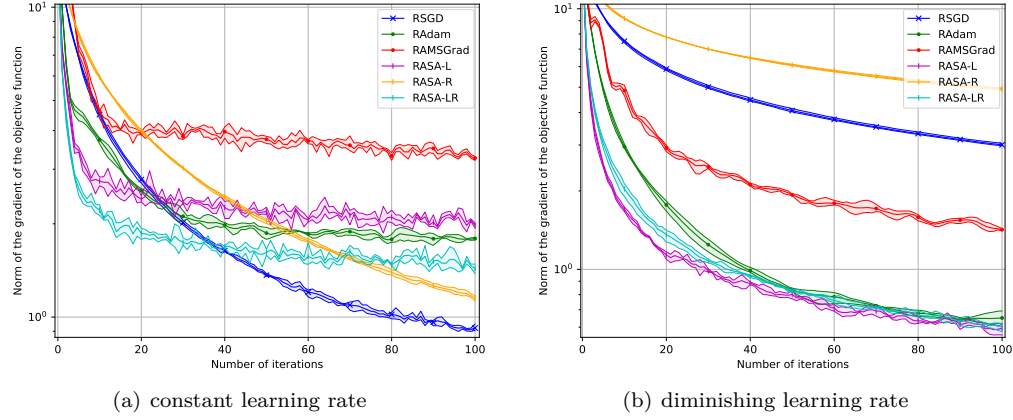 Norm of the gradient of the objective function
10¹
10⁰
0
20
40
60
80
100
Number of iterations
RSGD
RAdam
RAMSGrad
RASA-L
RASA-R
RASA-LR
(a) constant learning rate
Norm of the gradient of the objective function
10¹
10⁰
0
20
40
60
80
100
Number of iterations
RSGD
RAdam
RAMSGrad
RASA-L
RASA-R
RASA-LR
(b) diminishing learning rate